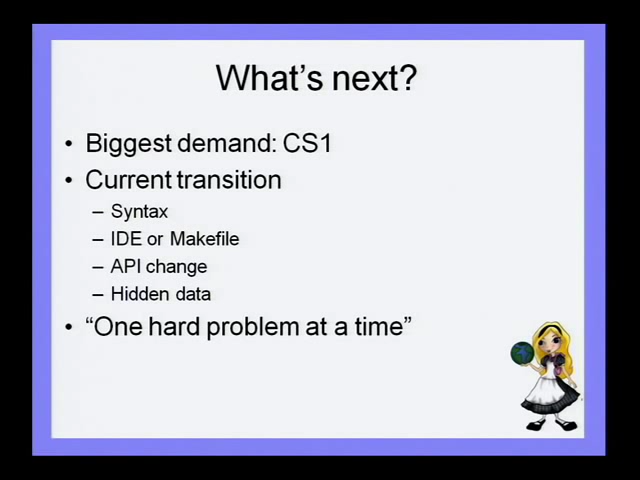 What's next?
• Biggest demand: CS1
• Current transition
– Syntax
– IDE or Makefile
– API change
– Hidden data
• “One hard problem at a time”